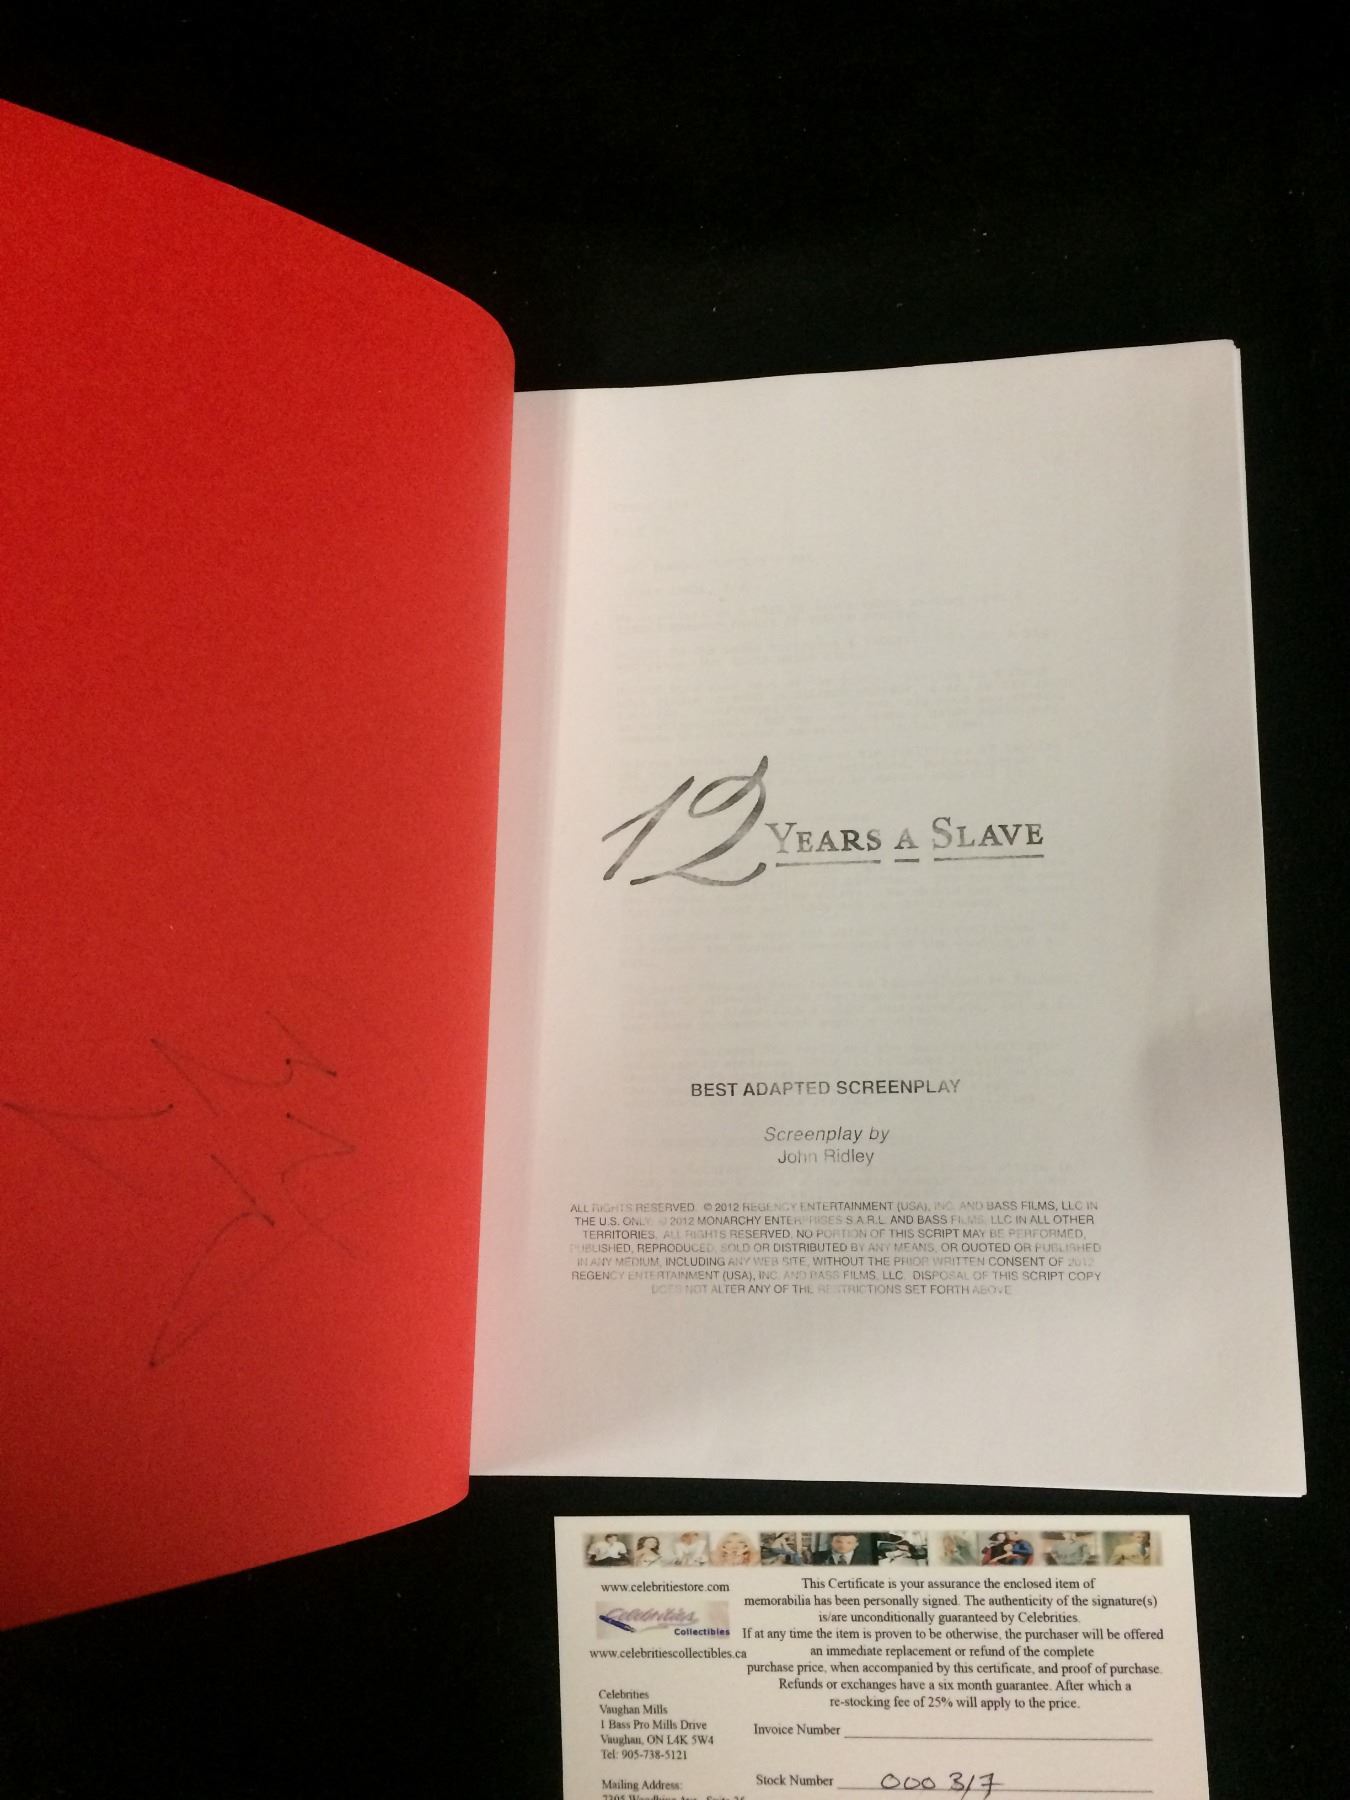 12 YEARS A SLAVE
BEST ADAPTED SCREENPLAY
Screenplay by
John Ridley
ALL RIGHTS RESERVED. © 2012 REGENCY ENTERTAINMENT (USA), INC. AND BASS FILMS, LLC IN
THE U.S. ONLY. © 2012 MONARCHY ENTERPRISES S.A.R.L. AND BASS FILMS, LLC IN ALL OTHER
TERRITORIES. ALL RIGHTS RESERVED. NO PORTION OF THIS SCRIPT MAY BE PERFORMED,
PUBLISHED, REPRODUCED, SOLD OR DISTRIBUTED BY ANY MEANS, OR QUOTED OR PUBLISHED
IN ANY MEDIUM, INCLUDING ANY WEB SITE, WITHOUT THE PRIOR WRITTEN CONSENT OF 2012
REGENCY ENTERTAINMENT (USA), INC. AND BASS FILMS, LLC. DISPOSAL OF THIS SCRIPT COPY
DOES NOT ALTER ANY OF THE RESTRICTIONS SET FORTH ABOVE
www.celebritiestore.com
Celebrities
Collectibles
www.celebritiescollectibles.ca
Celebrities
Vaughan Mills
1 Bass Pro Mills Drive
Vaughan, ON L4K 5W4
Tel: 905-738-5121
Mailing Address:
This Certificate is your assurance the enclosed item of
memorabilia has been personally signed. The authenticity of the signature(s)
is/are unconditionally guaranteed by Celebrities.
If at any time the item is proven to be otherwise, the purchaser will be offered
an immediate replacement or refund of the complete
purchase price, when accompanied by this certificate, and proof of purchase.
Refunds or exchanges have a six month guarantee. After which a
re-stocking fee of 25% will apply to the price.
Invoice Number
Stock Number 000 317